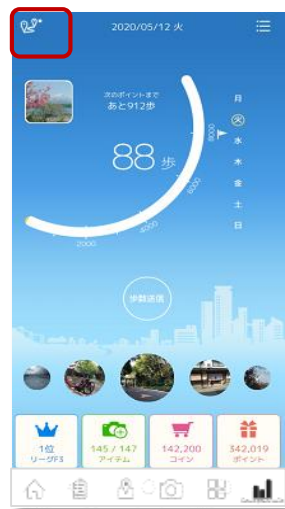 2020/05/12 火
次のポイントまで
あと912歩
88 歩
月
火
水
木
金
土
日
8000
6000
4000
2000
歩数送信
1位
リーグF3
145 / 147
アイテム
142,200
コイン
342,019
ポイント